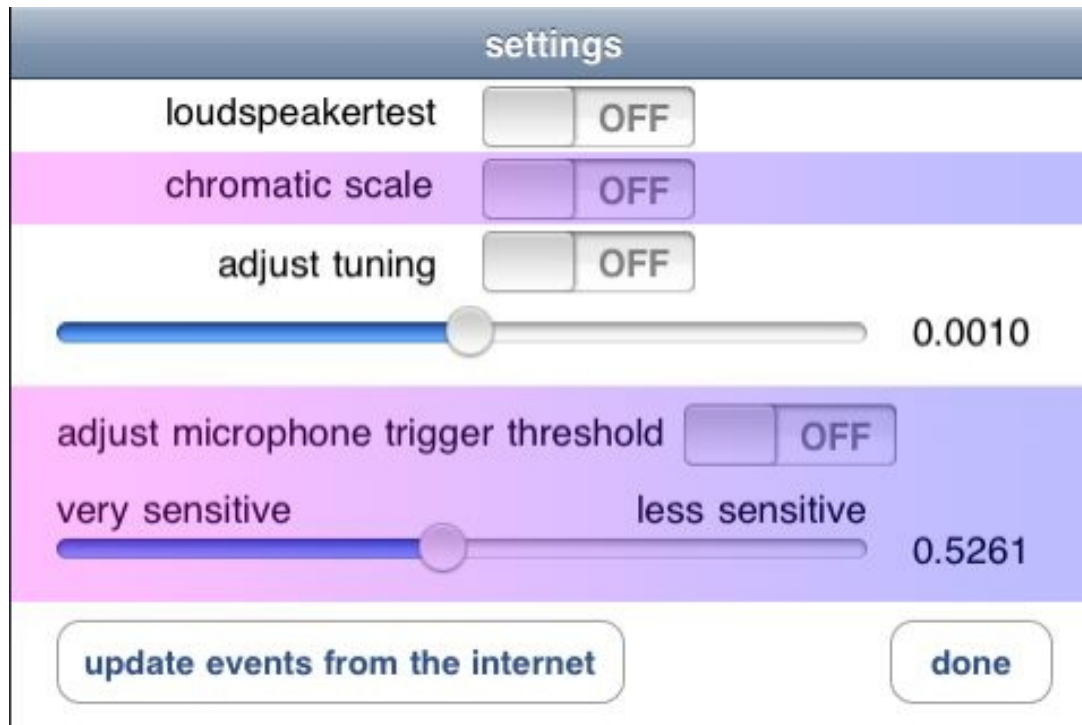 settings
loudspeakertest OFF
chromatic scale OFF
adjust tuning OFF
0.0010
adjust microphone trigger threshold OFF
very sensitive less sensitive
0.5261
update events from the internet done